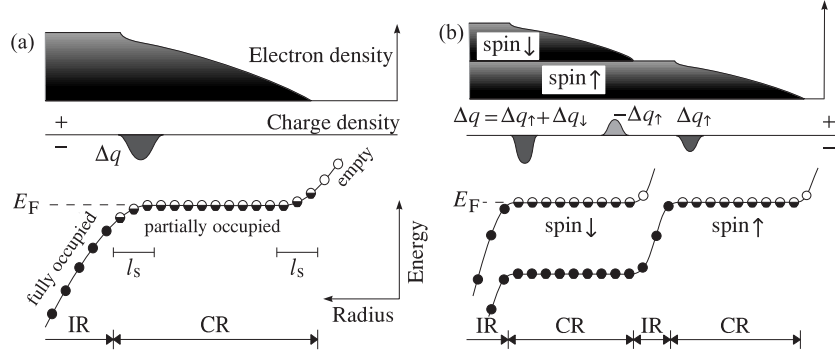 (a)
Electron density
+
Charge density
−
Δq
E_F
fully occupied
partially occupied
empty
l_s
l_s
Energy
Radius
IR
CR
(b)
spin↓
spin↑
Δq = Δq↑+Δq↓
−Δq↑
Δq↑
+
−
E_F
spin↓
spin↑
IR
CR
IR
CR